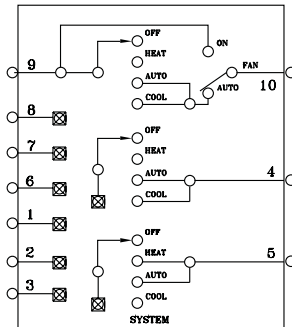 OFF
ON
HEAT
9
FAN
AUTO
10
AUTO
COOL
8
OFF
7
HEAT
AUTO
4
6
COOL
1
OFF
2
HEAT
5
AUTO
3
COOL
SYSTEM